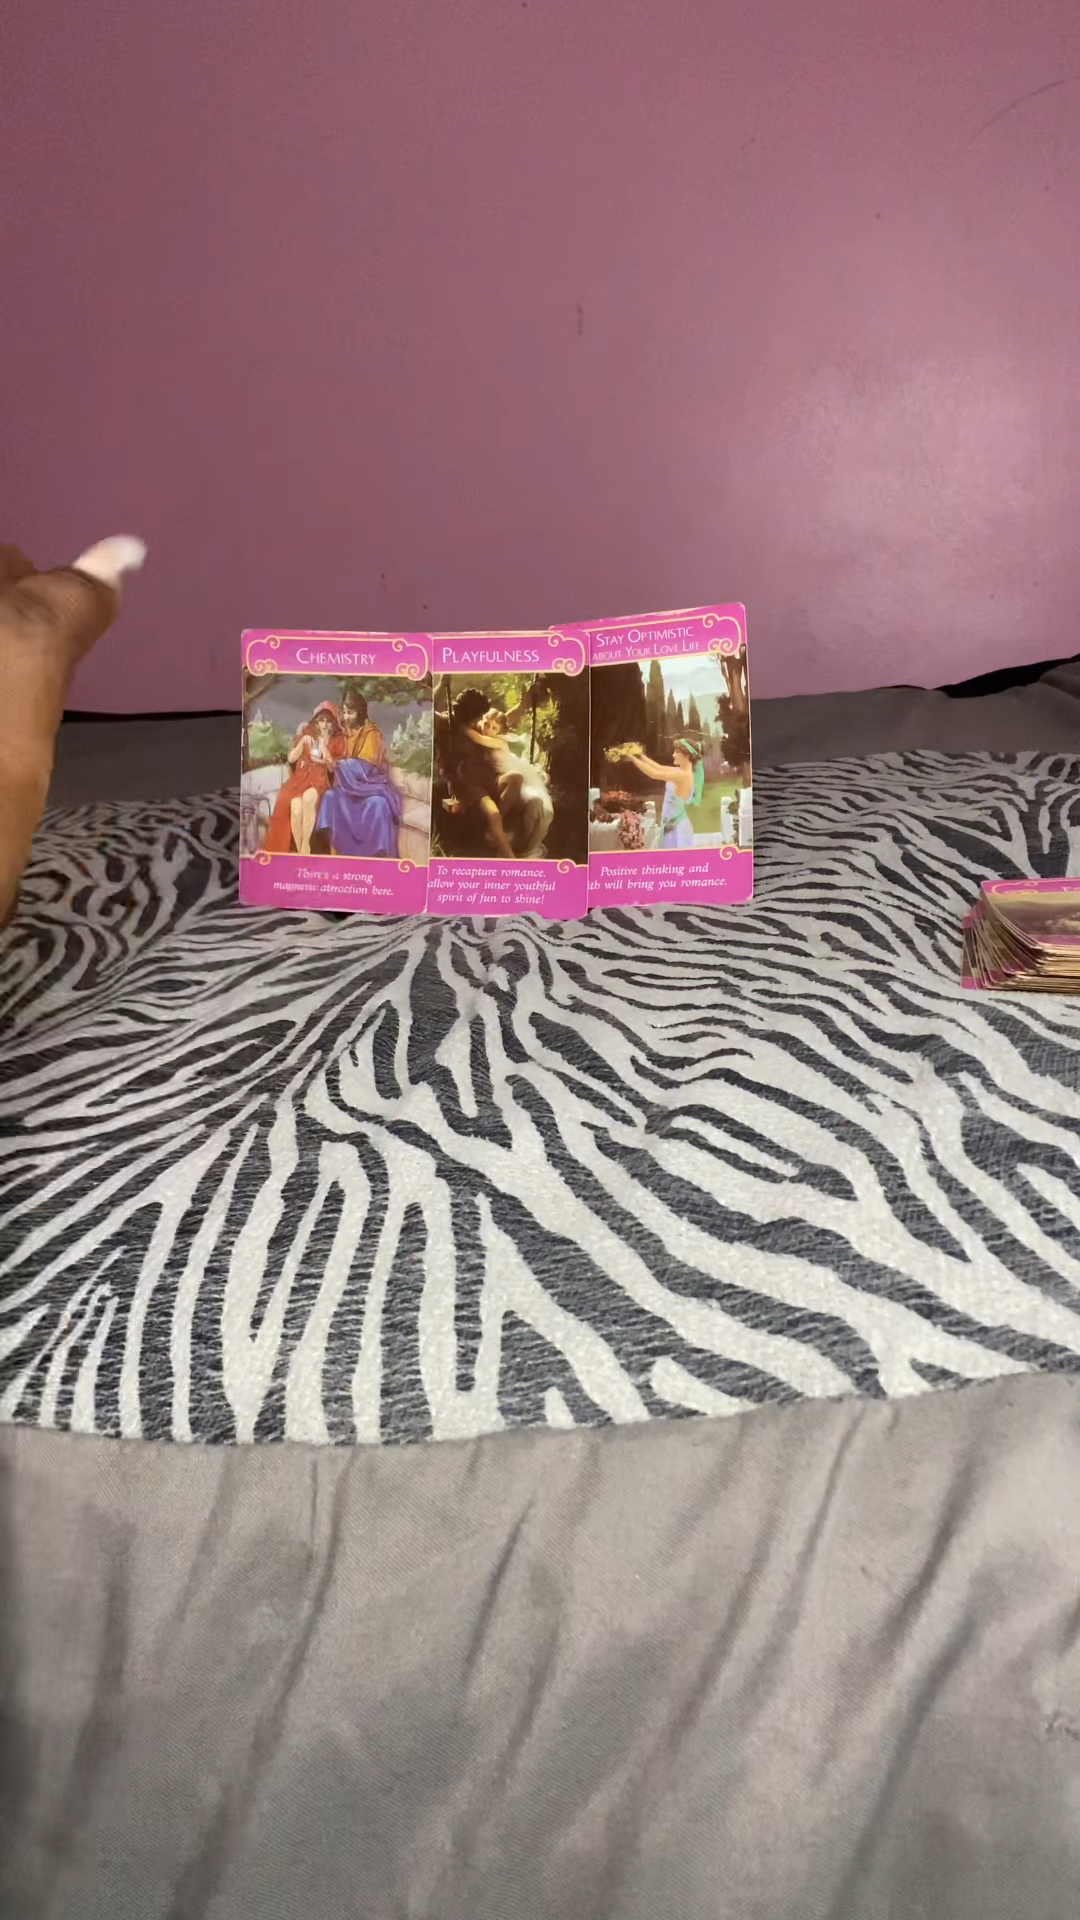 CHEMISTRY
There's a strong
magnetic attraction here.
PLAYFULNESS
To recapture romance,
allow your inner youthful
spirit of fun to shine!
STAY OPTIMISTIC
ABOUT YOUR LOVE LIFE
Positive thinking and
will bring you romance.